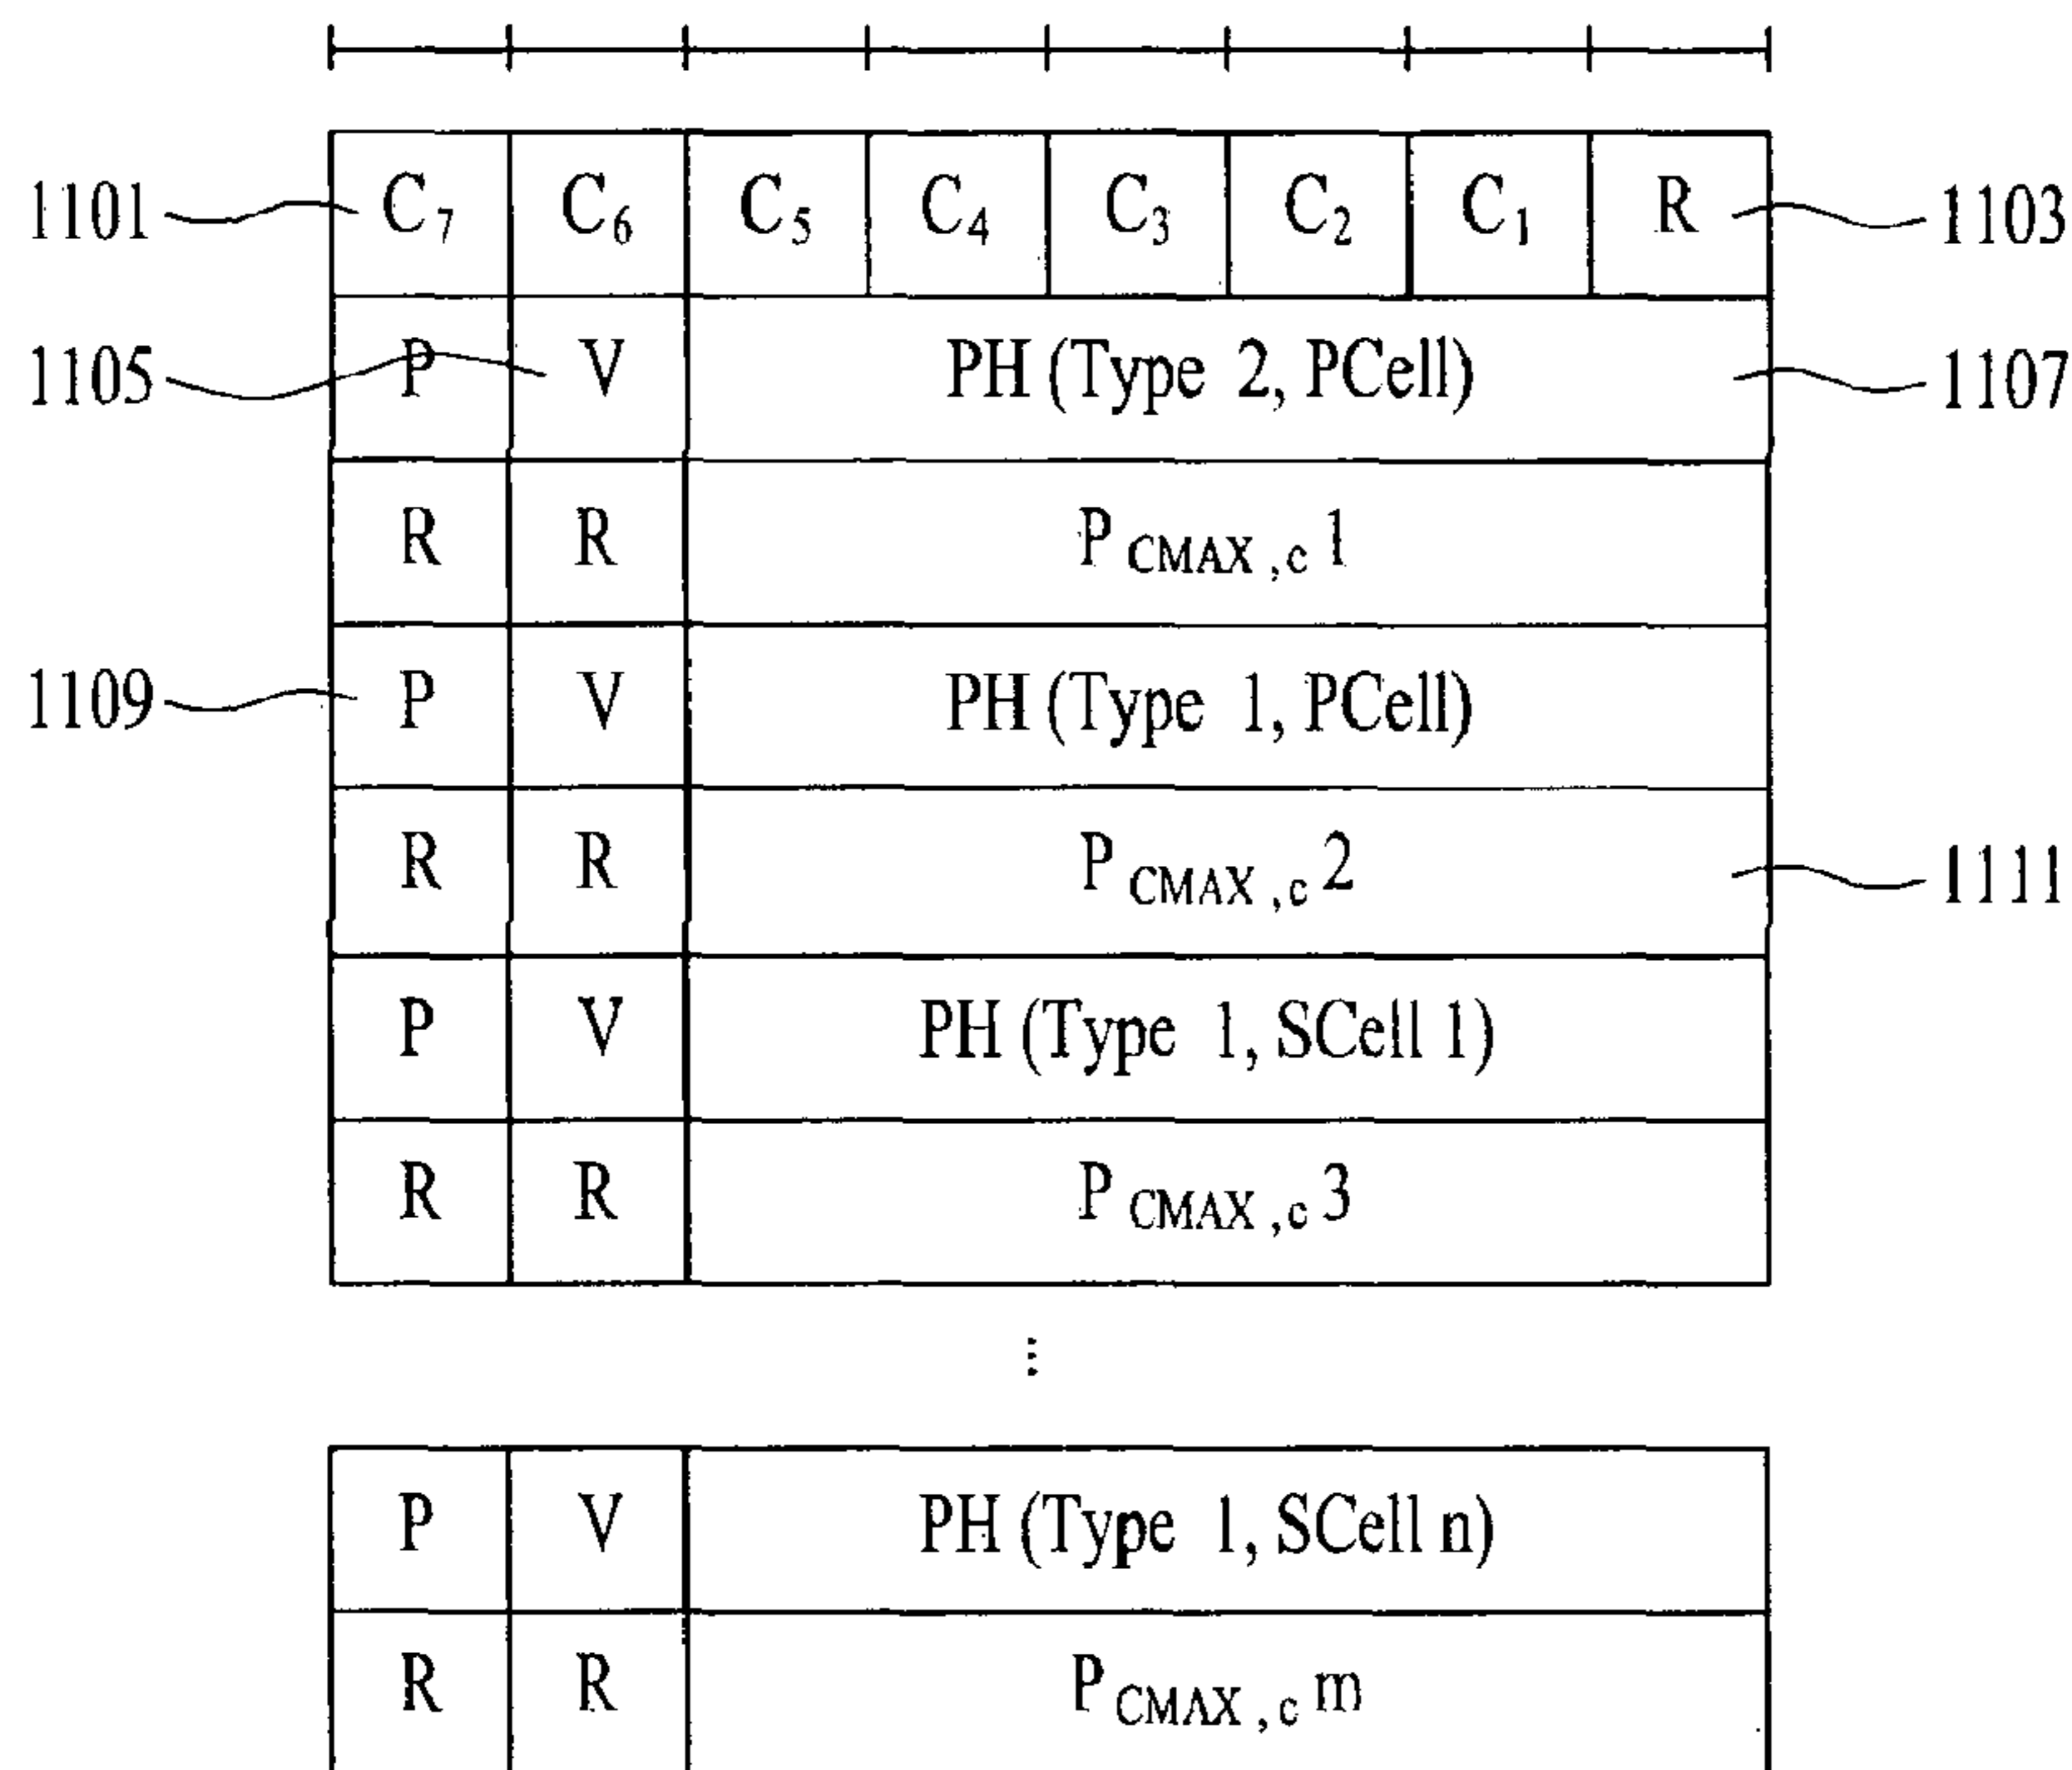 1101 C7 C6 C5 C4 C3 C2 C1 R 1103
1105 P V PH (Type 2, PCell) 1107
R R PCMAX,c 1
1109 P V PH (Type 1, PCell)
R R PCMAX,c 2 1111
P V PH (Type 1, SCell 1)
R R PCMAX,c 3
⋮
P V PH (Type 1, SCell n)
R R PCMAX,c m